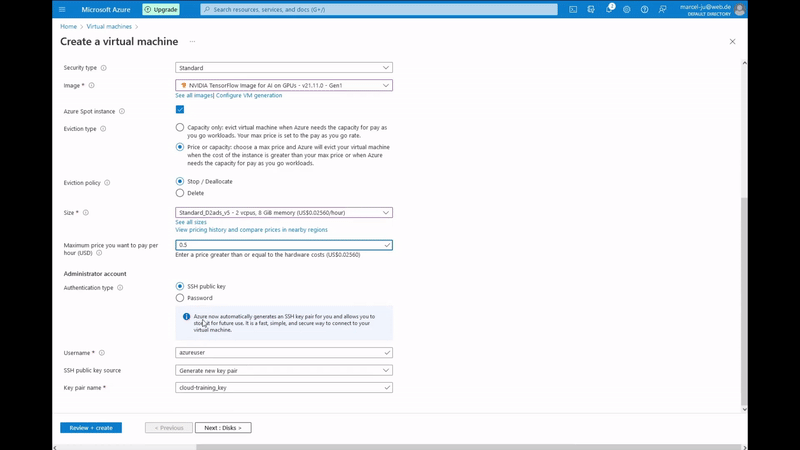 Microsoft Azure
Upgrade
Search resources, services, and docs (G+/)
1
marcel-ju@web.de
DEFAULT DIRECTORY
Home > Virtual machines >
Create a virtual machine ...
Security type
Standard
Image *
NVIDIA TensorFlow Image for AI on GPUs - v21.11.0 - Gen1
See all images | Configure VM generation
Azure Spot instance
Eviction type
Capacity only: evict virtual machine when Azure needs the capacity for pay as
you go workloads. Your max price is set to the pay as you go rate.
Price or capacity: choose a max price and Azure will evict your virtual machine
when the cost of the instance is greater than your max price or when Azure
needs the capacity for pay as you go workloads.
Eviction policy
Stop / Deallocate
Delete
Size *
Standard_D2ads_v5 - 2 vcpus, 8 GiB memory (US$0.02560/hour)
See all sizes
View pricing history and compare prices in nearby regions
Maximum price you want to pay per
hour (USD)
0.5
Enter a price greater than or equal to the hardware costs (US$0.02560)
Administrator account
Authentication type
SSH public key
Password
Azure now automatically generates an SSH key pair for you and allows you to
store it for future use. It is a fast, simple, and secure way to connect to your
virtual machine.
Username *
azureuser
SSH public key source
Generate new key pair
Key pair name *
cloud-training_key
Review + create
< Previous
Next : Disks >